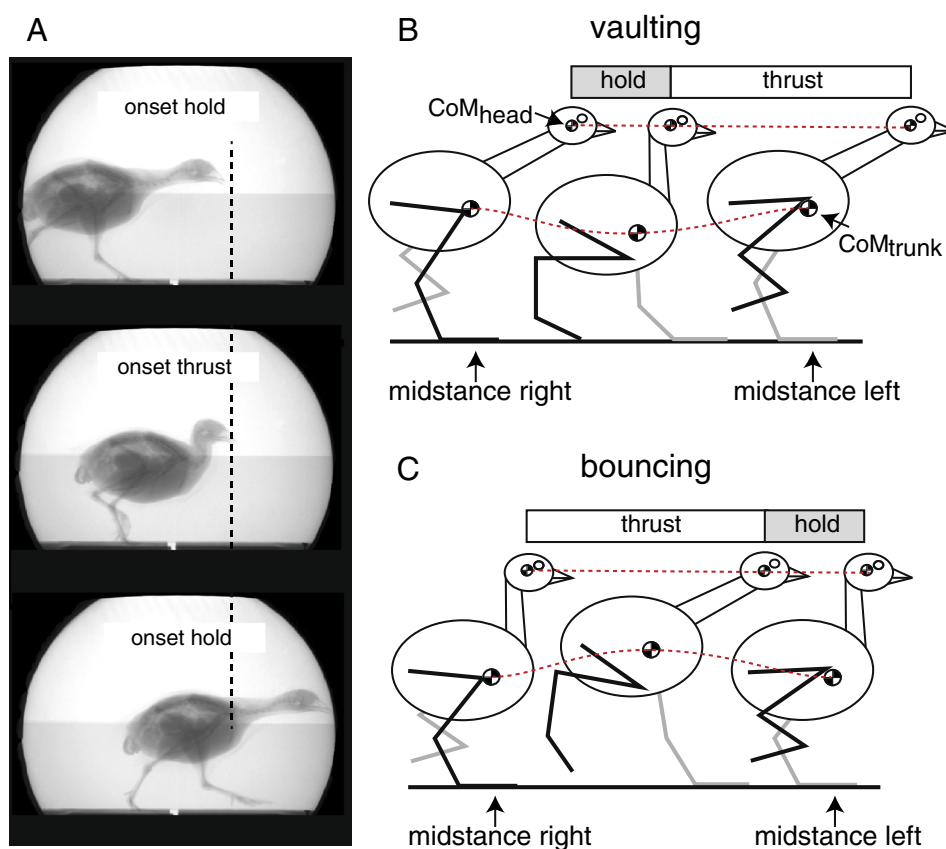 A
onset hold
onset thrust
onset hold
B
vaulting
hold
thrust
CoMhead
CoMtrunk
midstance right
midstance left
C
bouncing
thrust
hold
midstance right
midstance left